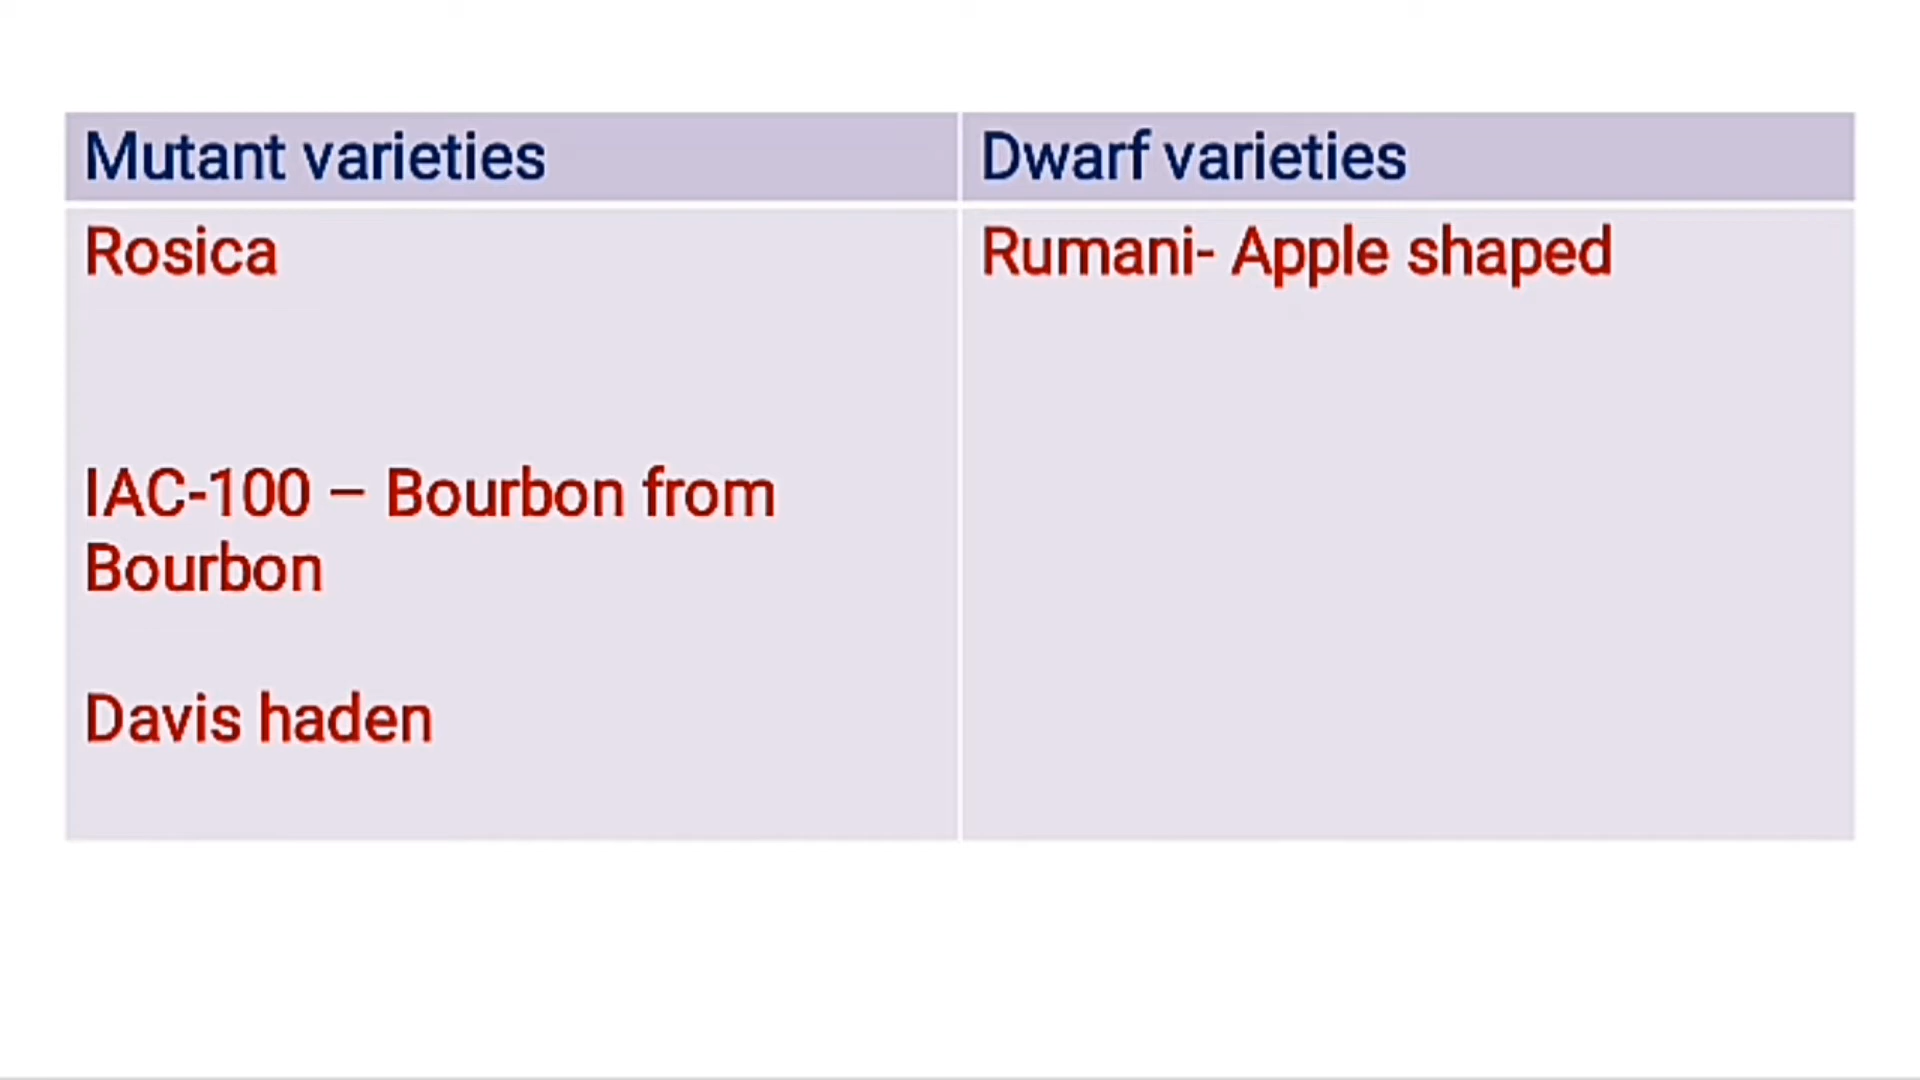 Mutant varieties
Dwarf varieties
Rosica
IAC-100 – Bourbon from
Bourbon
Davis haden
Rumani- Apple shaped